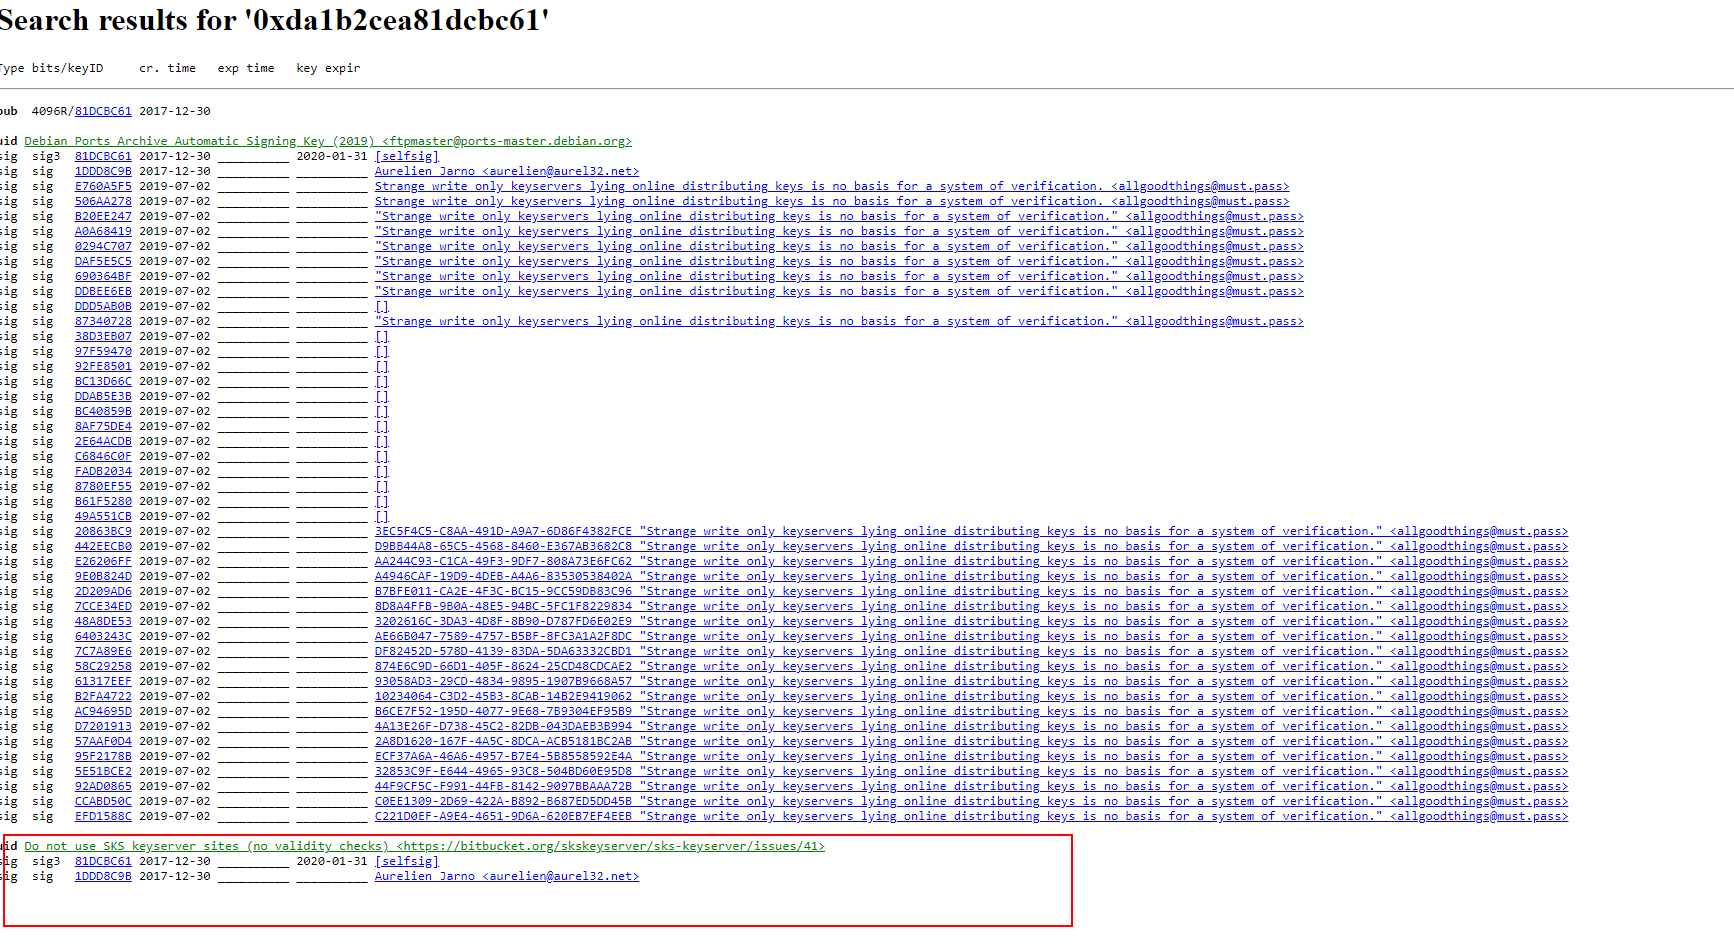 Search results for '0xda1b2cea81dcbc61'
Type bits/keyID cr. time exp time key expir
pub 4096R/81DCBC61 2017-12-30
uid Debian Ports Archive Automatic Signing Key (2019) <ftpmaster@ports-master.debian.org>
sig sig3 81DCBC61 2017-12-30 __________ 2020-01-31 [selfsig]
sig sig 1DDD8C9B 2017-12-30 __________ __________ Aurelien Jarno <aurelien@aurel32.net>
sig sig E760A5F5 2019-07-02 __________ __________ Strange write only keyservers lying online distributing keys is no basis for a system of verification. <allgoodthings@must.pass>
sig sig 506AA278 2019-07-02 __________ __________ Strange write only keyservers lying online distributing keys is no basis for a system of verification. <allgoodthings@must.pass>
sig sig B20EE247 2019-07-02 __________ __________ "Strange write only keyservers lying online distributing keys is no basis for a system of verification." <allgoodthings@must.pass>
sig sig A0A68419 2019-07-02 __________ __________ "Strange write only keyservers lying online distributing keys is no basis for a system of verification." <allgoodthings@must.pass>
sig sig 0294C707 2019-07-02 __________ __________ "Strange write only keyservers lying online distributing keys is no basis for a system of verification." <allgoodthings@must.pass>
sig sig DAF5E5C5 2019-07-02 __________ __________ "Strange write only keyservers lying online distributing keys is no basis for a system of verification." <allgoodthings@must.pass>
sig sig 690364BF 2019-07-02 __________ __________ "Strange write only keyservers lying online distributing keys is no basis for a system of verification." <allgoodthings@must.pass>
sig sig DDBEE6EB 2019-07-02 __________ __________ "Strange write only keyservers lying online distributing keys is no basis for a system of verification." <allgoodthings@must.pass>
sig sig DDD5AB0B 2019-07-02 __________ __________ []
sig sig 87340728 2019-07-02 __________ __________ "Strange write only keyservers lying online distributing keys is no basis for a system of verification." <allgoodthings@must.pass>
sig sig 38D3EB07 2019-07-02 __________ __________ []
sig sig 97F59470 2019-07-02 __________ __________ []
sig sig 92FE8501 2019-07-02 __________ __________ []
sig sig BC13D66C 2019-07-02 __________ __________ []
sig sig DDAB5E3B 2019-07-02 __________ __________ []
sig sig BC40859B 2019-07-02 __________ __________ []
sig sig 8AF75DE4 2019-07-02 __________ __________ []
sig sig 2E64ACDB 2019-07-02 __________ __________ []
sig sig C6846C0F 2019-07-02 __________ __________ []
sig sig FADB2034 2019-07-02 __________ __________ []
sig sig 8780EF55 2019-07-02 __________ __________ []
sig sig B61F5280 2019-07-02 __________ __________ []
sig sig 49A551CB 2019-07-02 __________ __________ []
sig sig 20863BC9 2019-07-02 __________ __________ 3EC5F4C5-C8AA-491D-A9A7-6D86F4382FCE "Strange write only keyservers lying online distributing keys is no basis for a system of verification." <allgoodthings@must.pass>
sig sig 442EECB0 2019-07-02 __________ __________ D9BB44A8-65C5-4568-8460-E367AB3682C8 "Strange write only keyservers lying online distributing keys is no basis for a system of verification." <allgoodthings@must.pass>
sig sig E26206FF 2019-07-02 __________ __________ AA244C93-C1CA-49F3-9DF7-808A73E6FC62 "Strange write only keyservers lying online distributing keys is no basis for a system of verification." <allgoodthings@must.pass>
sig sig 9E0B824D 2019-07-02 __________ __________ A4946CAF-19D9-4DEB-A4A6-83530538402A "Strange write only keyservers lying online distributing keys is no basis for a system of verification." <allgoodthings@must.pass>
sig sig 2D209AD6 2019-07-02 __________ __________ B7BFE011-CA2E-4F3C-BC15-9CC59DB83C96 "Strange write only keyservers lying online distributing keys is no basis for a system of verification." <allgoodthings@must.pass>
sig sig 7CCE34ED 2019-07-02 __________ __________ 8D8A4FFB-9B0A-48E5-94BC-5FC1F8229834 "Strange write only keyservers lying online distributing keys is no basis for a system of verification." <allgoodthings@must.pass>
sig sig 48A8DE53 2019-07-02 __________ __________ 3202616C-3DA3-4D8F-8B90-D787FD6E02E9 "Strange write only keyservers lying online distributing keys is no basis for a system of verification." <allgoodthings@must.pass>
sig sig 6403243C 2019-07-02 __________ __________ AE66B047-7589-4757-B5BF-8FC3A1A2F8DC "Strange write only keyservers lying online distributing keys is no basis for a system of verification." <allgoodthings@must.pass>
sig sig 7C7A89E6 2019-07-02 __________ __________ DF82452D-578D-4139-83DA-5DA63332CBD1 "Strange write only keyservers lying online distributing keys is no basis for a system of verification." <allgoodthings@must.pass>
sig sig 58C29258 2019-07-02 __________ __________ 874E6C9D-66D1-405F-8624-25CD48CDCAE2 "Strange write only keyservers lying online distributing keys is no basis for a system of verification." <allgoodthings@must.pass>
sig sig 61317EEF 2019-07-02 __________ __________ 93058AD3-29CD-4834-9895-1907B9668A57 "Strange write only keyservers lying online distributing keys is no basis for a system of verification." <allgoodthings@must.pass>
sig sig B2FA4722 2019-07-02 __________ __________ 10234064-C3D2-45B3-8CAB-14B2E9419062 "Strange write only keyservers lying online distributing keys is no basis for a system of verification." <allgoodthings@must.pass>
sig sig AC94695D 2019-07-02 __________ __________ B6CE7F52-195D-4077-9E68-7B9304EF95B9 "Strange write only keyservers lying online distributing keys is no basis for a system of verification." <allgoodthings@must.pass>
sig sig D7201913 2019-07-02 __________ __________ 4A13E26F-D738-45C2-82DB-043DAEB3B994 "Strange write only keyservers lying online distributing keys is no basis for a system of verification." <allgoodthings@must.pass>
sig sig 57AAF0D4 2019-07-02 __________ __________ 2A8D1620-167F-4A5C-8DCA-ACB5181BC2AB "Strange write only keyservers lying online distributing keys is no basis for a system of verification." <allgoodthings@must.pass>
sig sig 95F2178B 2019-07-02 __________ __________ ECF37A6A-46A6-4957-B7E4-5B8558592E4A "Strange write only keyservers lying online distributing keys is no basis for a system of verification." <allgoodthings@must.pass>
sig sig 5E51BCE2 2019-07-02 __________ __________ 32853C9F-E644-4965-93C8-504BD60E95D8 "Strange write only keyservers lying online distributing keys is no basis for a system of verification." <allgoodthings@must.pass>
sig sig 92AD0865 2019-07-02 __________ __________ 44F9CF5C-F991-44FB-8142-9097BBAAA72B "Strange write only keyservers lying online distributing keys is no basis for a system of verification." <allgoodthings@must.pass>
sig sig CCABD50C 2019-07-02 __________ __________ C0EE1309-2D69-422A-B892-B687ED5DD45B "Strange write only keyservers lying online distributing keys is no basis for a system of verification." <allgoodthings@must.pass>
sig sig EFD1588C 2019-07-02 __________ __________ C221D0EF-A9E4-4651-9D6A-620EB7EF4EEB "Strange write only keyservers lying online distributing keys is no basis for a system of verification." <allgoodthings@must.pass>
uid Do not use SKS keyserver sites (no validity checks) <https://bitbucket.org/skskeyserver/sks-keyserver/issues/41>
sig sig3 81DCBC61 2017-12-30 __________ 2020-01-31 [selfsig]
sig sig 1DDD8C9B 2017-12-30 __________ __________ Aurelien Jarno <aurelien@aurel32.net>